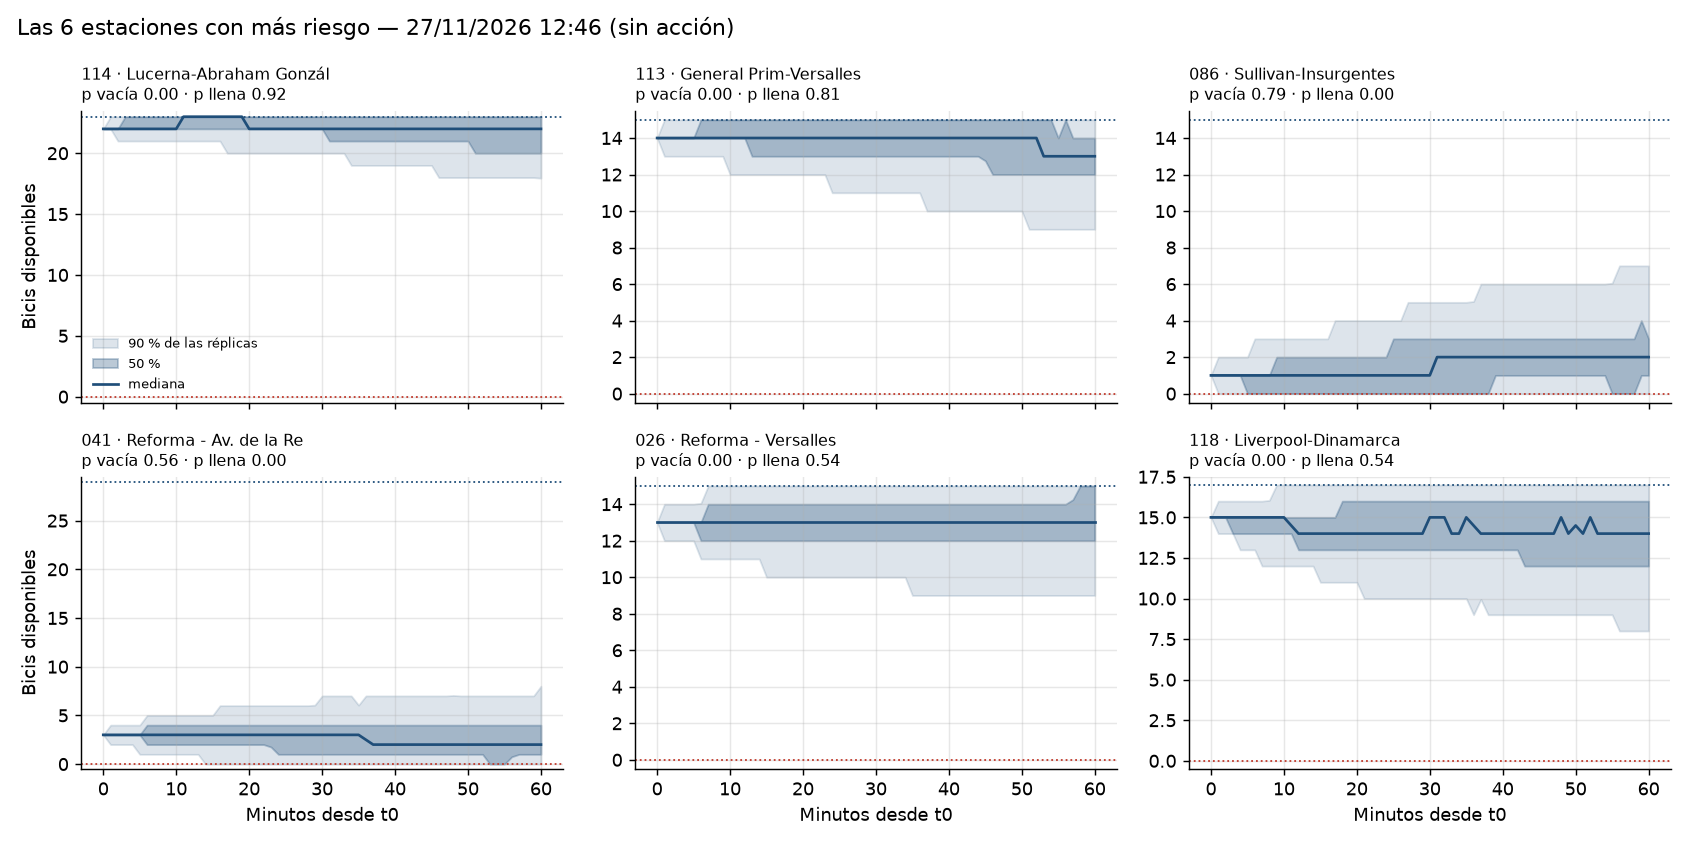 Las 6 estaciones con más riesgo — 27/11/2026 12:46 (sin acción)
114 · Lucerna-Abraham Gonzál
p vacía 0.00 · p llena 0.92
Bicis disponibles
20
15
10
5
0
90 % de las réplicas
50 %
mediana
113 · General Prim-Versalles
p vacía 0.00 · p llena 0.81
14
12
10
8
6
4
2
0
086 · Sullivan-Insurgentes
p vacía 0.79 · p llena 0.00
14
12
10
8
6
4
2
0
041 · Reforma - Av. de la Re
p vacía 0.56 · p llena 0.00
Bicis disponibles
25
20
15
10
5
0
0 10 20 30 40 50 60
Minutos desde t0
026 · Reforma - Versalles
p vacía 0.00 · p llena 0.54
14
12
10
8
6
4
2
0
0 10 20 30 40 50 60
Minutos desde t0
118 · Liverpool-Dinamarca
p vacía 0.00 · p llena 0.54
17.5
15.0
12.5
10.0
7.5
5.0
2.5
0.0
0 10 20 30 40 50 60
Minutos desde t0